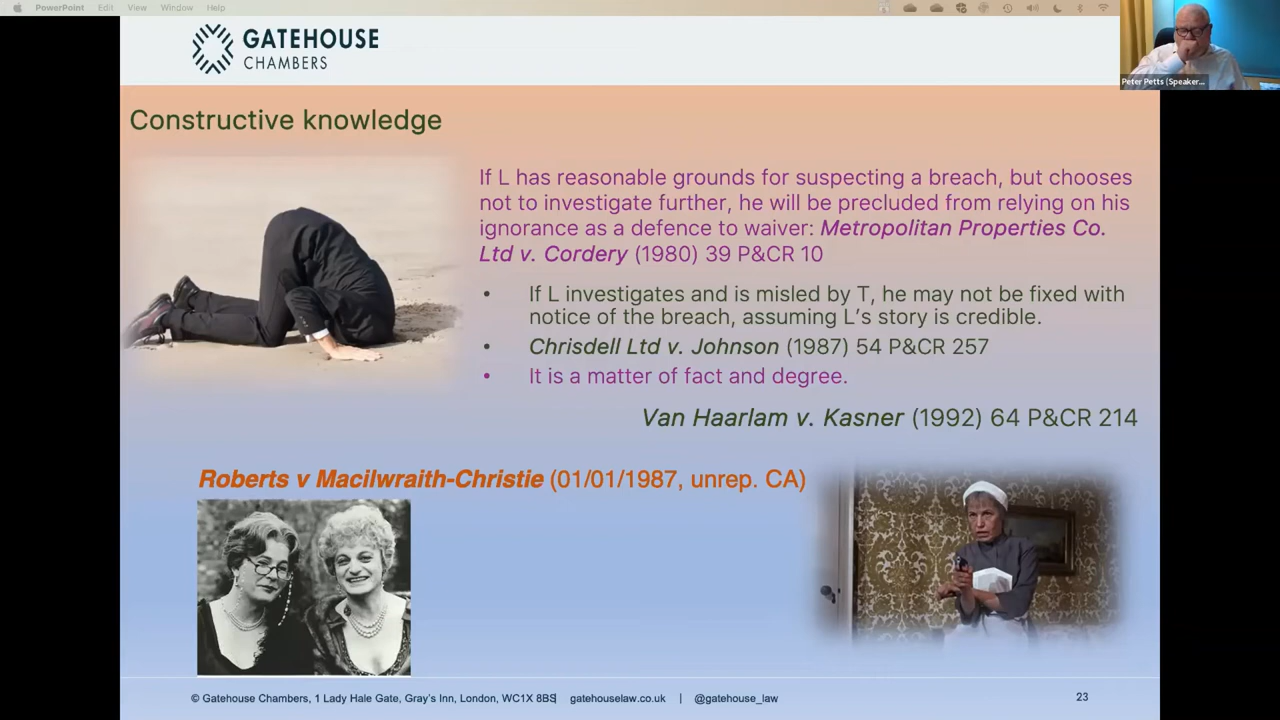 PowerPoint Edit View Window Help
GATEHOUSE
CHAMBERS
Peter Petts (Speaker...
Constructive knowledge
If L has reasonable grounds for suspecting a breach, but chooses
not to investigate further, he will be precluded from relying on his
ignorance as a defence to waiver: Metropolitan Properties Co.
Ltd v. Cordery (1980) 39 P&CR 10
• If L investigates and is misled by T, he may not be fixed with
notice of the breach, assuming L’s story is credible.
• Chrisdell Ltd v. Johnson (1987) 54 P&CR 257
• It is a matter of fact and degree.
Van Haarlam v. Kasner (1992) 64 P&CR 214
Roberts v Macilwraith-Christie (01/01/1987, unrep. CA)
© Gatehouse Chambers, 1 Lady Hale Gate, Gray’s Inn, London, WC1X 8BS| gatehouselaw.co.uk | @gatehouse_law
23